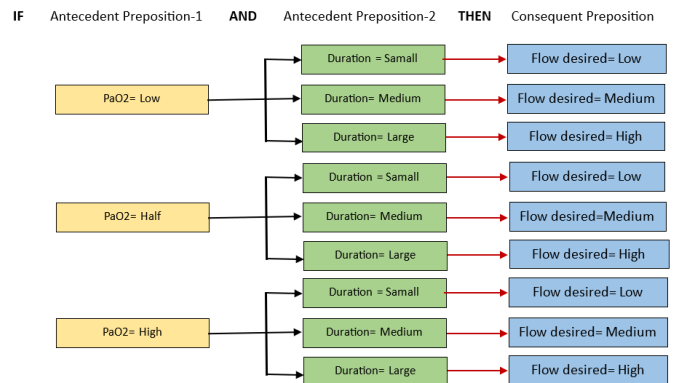 IF Antecedent Preposition-1 AND Antecedent Preposition-2 THEN Consequent Preposition
Duration = Samall Flow desired= Low
PaO2= Low Duration= Medium Flow desired= Medium
Duration= Large Flow desired= High
Duration = Samall Flow desired= Low
PaO2= Half Duration= Medium Flow desired=Medium
Duration= Large Flow desired= High
Duration = Samall Flow desired= Low
PaO2= High Duration= Medium Flow desired= Medium
Duration= Large Flow desired= High